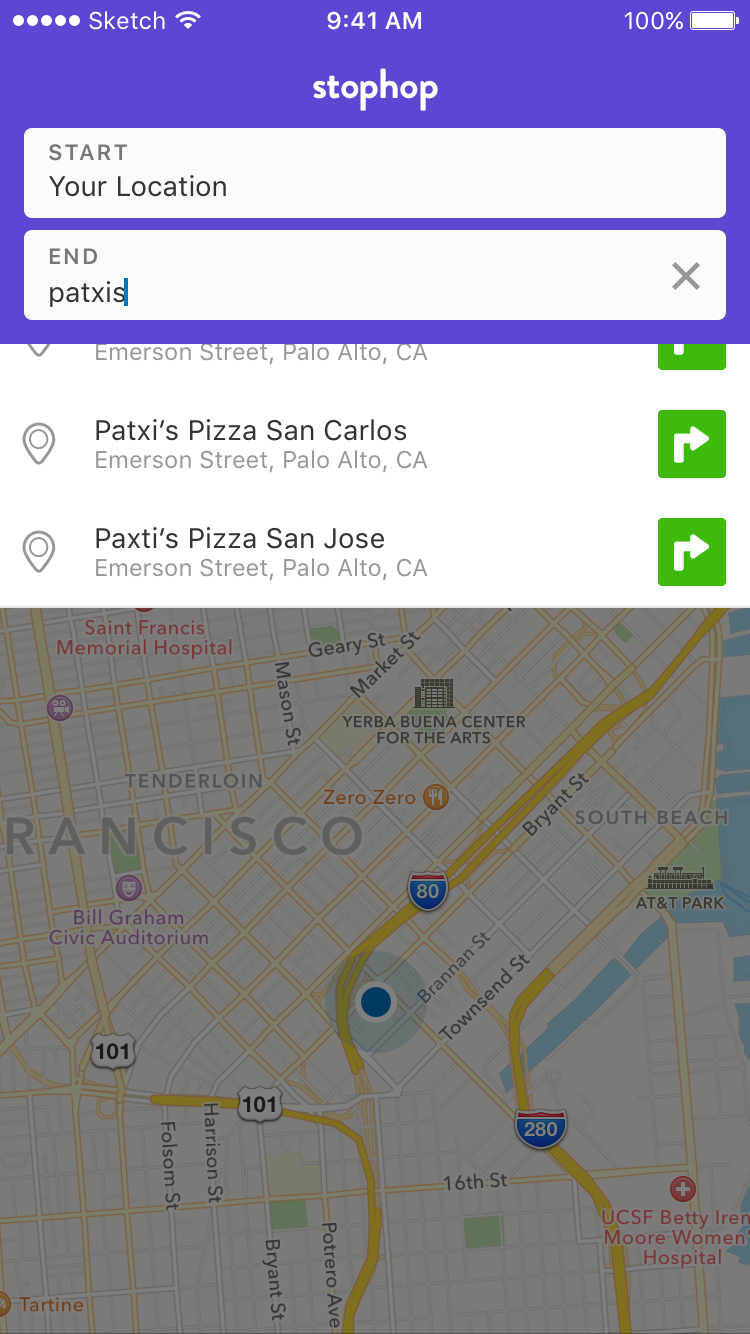 Sketch
9:41 AM
100%
stophop
START
Your Location
END
patxis
Emerson Street, Palo Alto, CA
Patxi's Pizza San Carlos
Emerson Street, Palo Alto, CA
Paxti's Pizza San Jose
Emerson Street, Palo Alto, CA
Saint Francis
Memorial Hospital
Geary St
Market St
Mason St
YERBA BUENA CENTER
FOR THE ARTS
TENDERLOIN
Zero Zero
Bryant St
SOUTH BEACH
RANCISCO
80
AT&T PARK
Bill Graham
Civic Auditorium
Brannan St
Townsend St
101
101
280
Folsom St
Harrison St
16th St
UCSF Betty Iren
Moore Women'
Hospital
Potrero Ave
Bryant St
Tartine